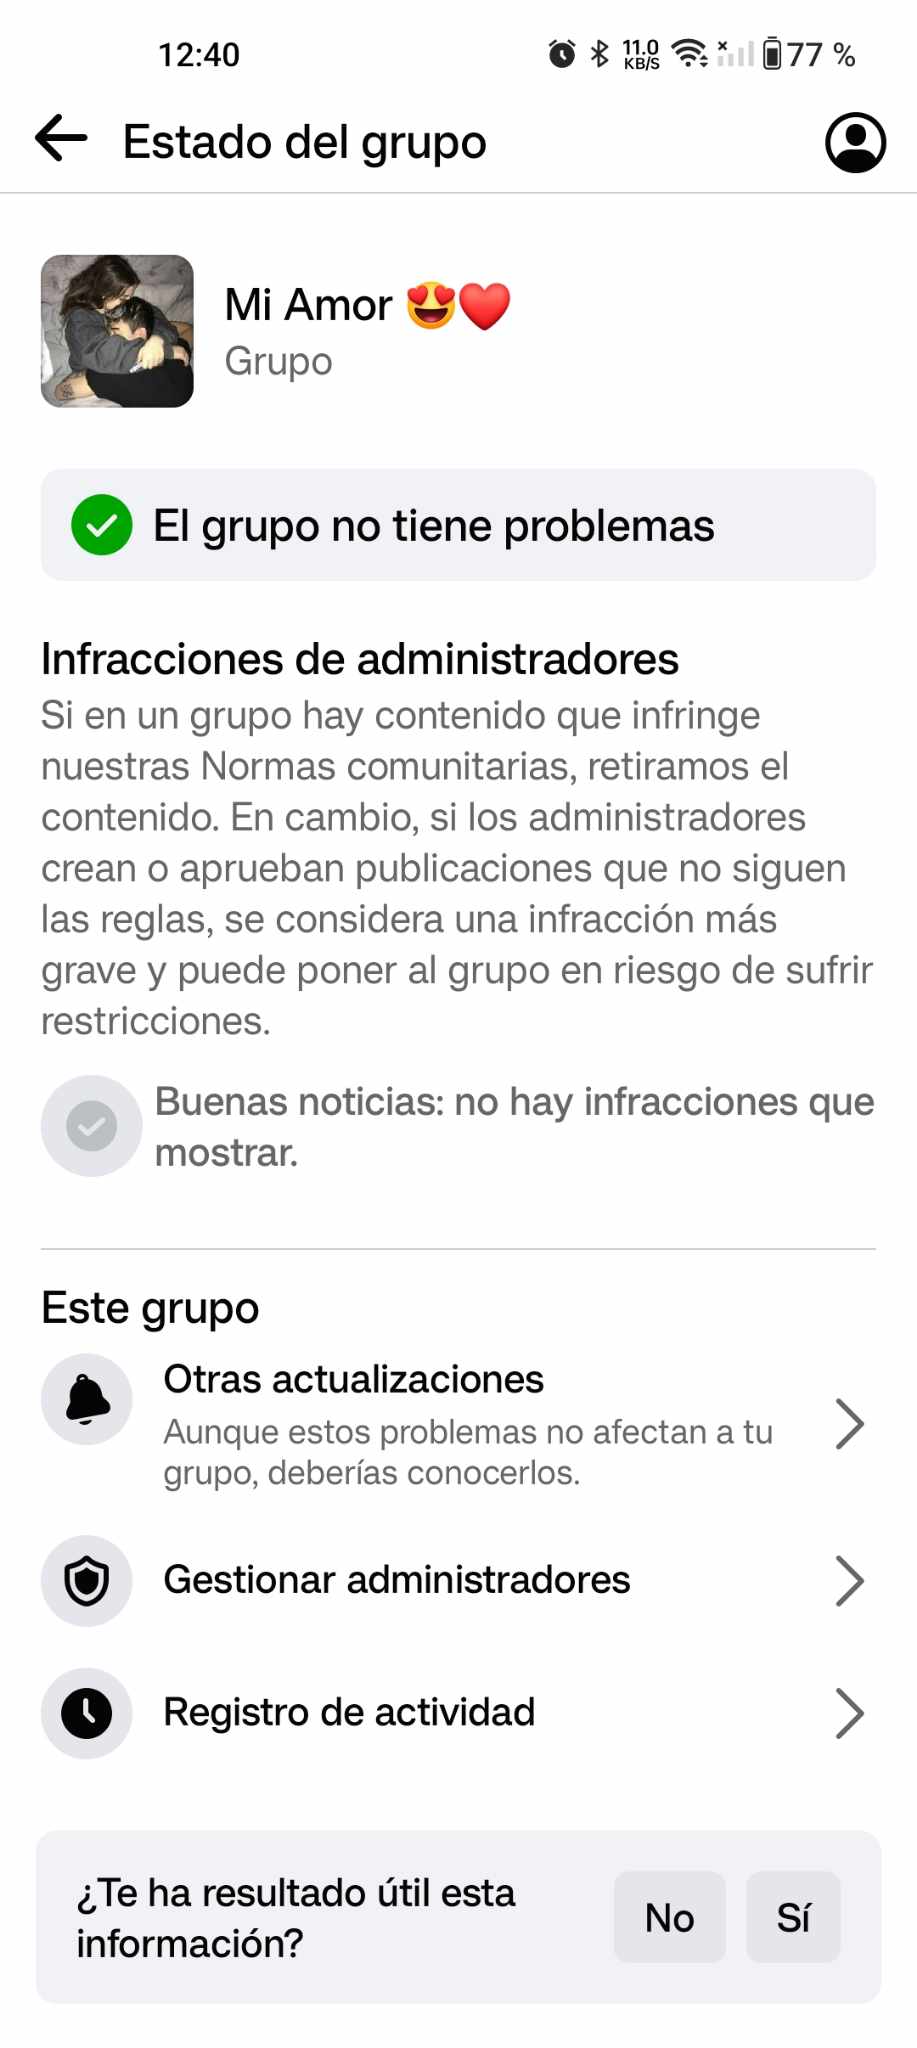 12:40
11.0
KB/S
77 %
Estado del grupo
Mi Amor 😍❤️
Grupo
El grupo no tiene problemas
Infracciones de administradores
Si en un grupo hay contenido que infringe
nuestras Normas comunitarias, retiramos el
contenido. En cambio, si los administradores
crean o aprueban publicaciones que no siguen
las reglas, se considera una infracción más
grave y puede poner al grupo en riesgo de sufrir
restricciones.
Buenas noticias: no hay infracciones que
mostrar.
Este grupo
Otras actualizaciones
Aunque estos problemas no afectan a tu
grupo, deberías conocerlos.
Gestionar administradores
Registro de actividad
¿Te ha resultado útil esta
información?
No
Sí